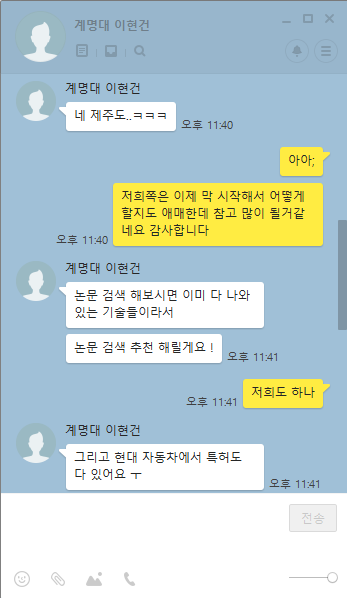 계명대 이현건
계명대 이현건
네 제주도..ㅋㅋㅋ
오후 11:40
아아;
저희쪽은 이제 막 시작해서 어떻게
할지도 애매한데 참고 많이 될거같
네요 감사합니다
오후 11:40
계명대 이현건
논문 검색 해보시면 이미 다 나와
있는 기술들이라서
논문 검색 추천 해릴게요 !
오후 11:41
저희도 하나
오후 11:41
계명대 이현건
그리고 현대 자동차에서 특허도
다 있어요 ㅜ
오후 11:41
전송